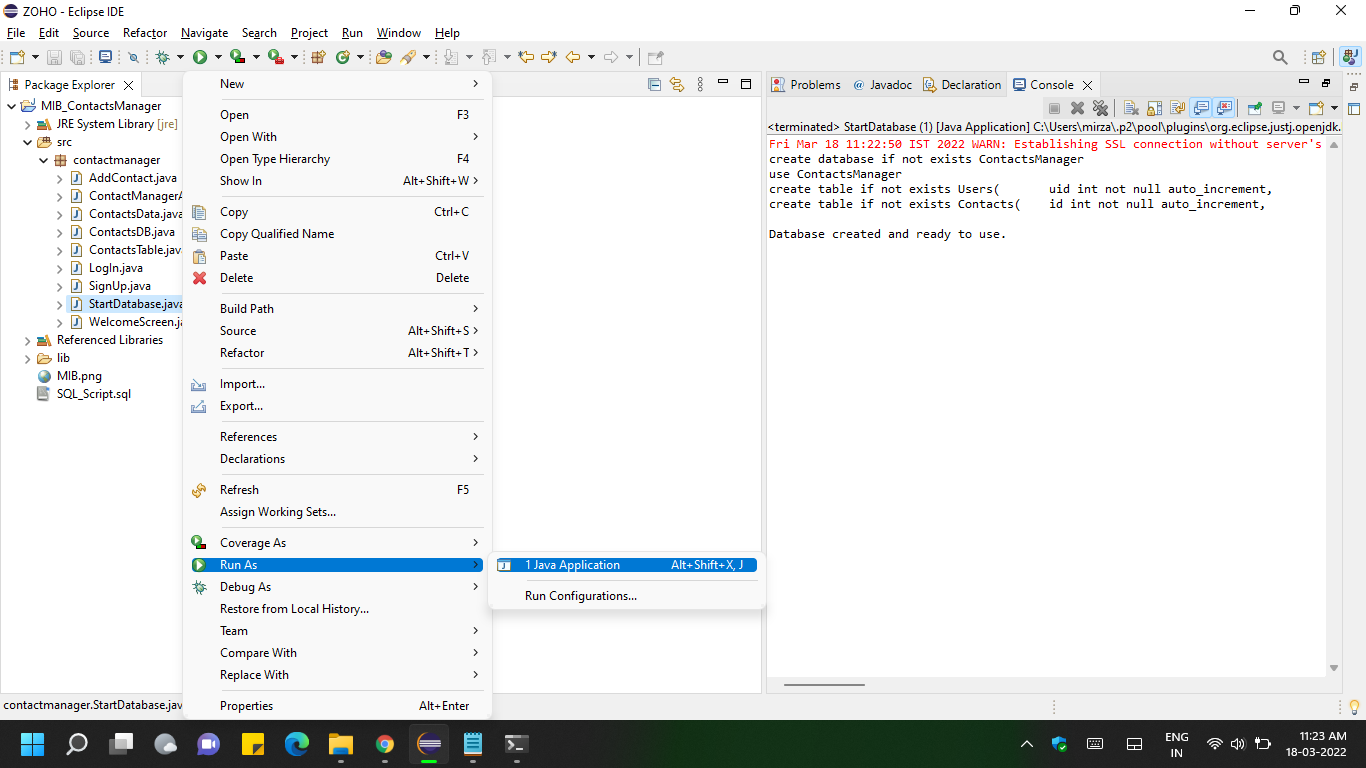 ZOHO - Eclipse IDE
File Edit Source Refactor Navigate Search Project Run Window Help
Package Explorer
MIB_ContactsManager
JRE System Library [jre]
src
contactmanager
AddContact.java
ContactManagerA
ContactsData.java
ContactsDB.java
ContactsTable.jav
LogIn.java
SignUp.java
StartDatabase.java
WelcomeScreen.ja
Referenced Libraries
lib
MIB.png
SQL_Script.sql
New
Open F3
Open With
Open Type Hierarchy F4
Show In Alt+Shift+W
Copy Ctrl+C
Copy Qualified Name
Paste Ctrl+V
Delete Delete
Build Path
Source Alt+Shift+S
Refactor Alt+Shift+T
Import...
Export...
References
Declarations
Refresh F5
Assign Working Sets...
Coverage As
Run As
Debug As
Restore from Local History...
Team
Compare With
Replace With
Properties Alt+Enter
1 Java Application Alt+Shift+X, J
Run Configurations...
Problems @ Javadoc Declaration Console
<terminated> StartDatabase (1) [Java Application] C:\Users\mirza\.p2\pool\plugins\org.eclipse.justj.openjdk.
Fri Mar 18 11:22:50 IST 2022 WARN: Establishing SSL connection without server's
create database if not exists ContactsManager
use ContactsManager
create table if not exists Users( uid int not null auto_increment,
create table if not exists Contacts( id int not null auto_increment,
Database created and ready to use.
contactmanager.StartDatabase.jav
ENG
IN
11:23 AM
18-03-2022